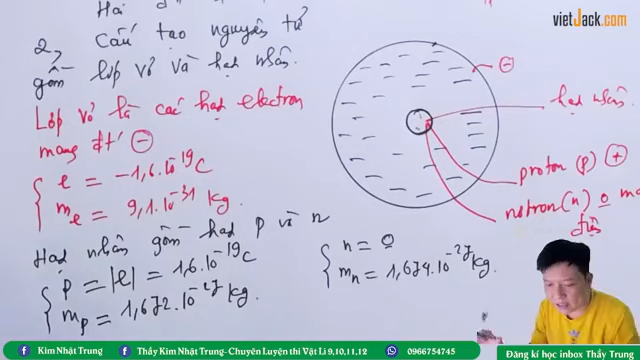 vietJack.com
2, Cấu tạo nguyên tử
gồm lớp vỏ và hạt nhân.
Lớp vỏ là các hạt electron
mang đt' ⊖
e = -1,6.10⁻¹⁹C
mₑ = 9,1.10⁻³¹ kg.
Hạt nhân gồm hạt p và n
p = |e| = 1,6.10⁻¹⁹C
mₚ = 1,672.10⁻²⁷ kg.
n = 0
mₙ = 1,674.10⁻²⁷ kg.
⊖
hạt nhân.
proton (p) ⊕
notron (n) 0
điện
Kim Nhật Trung
Thầy Kim Nhật Trung- Chuyên Luyện thi Vật Lí 9,10,11,12
0966754745
Đăng kí học inbox Thầy Trung